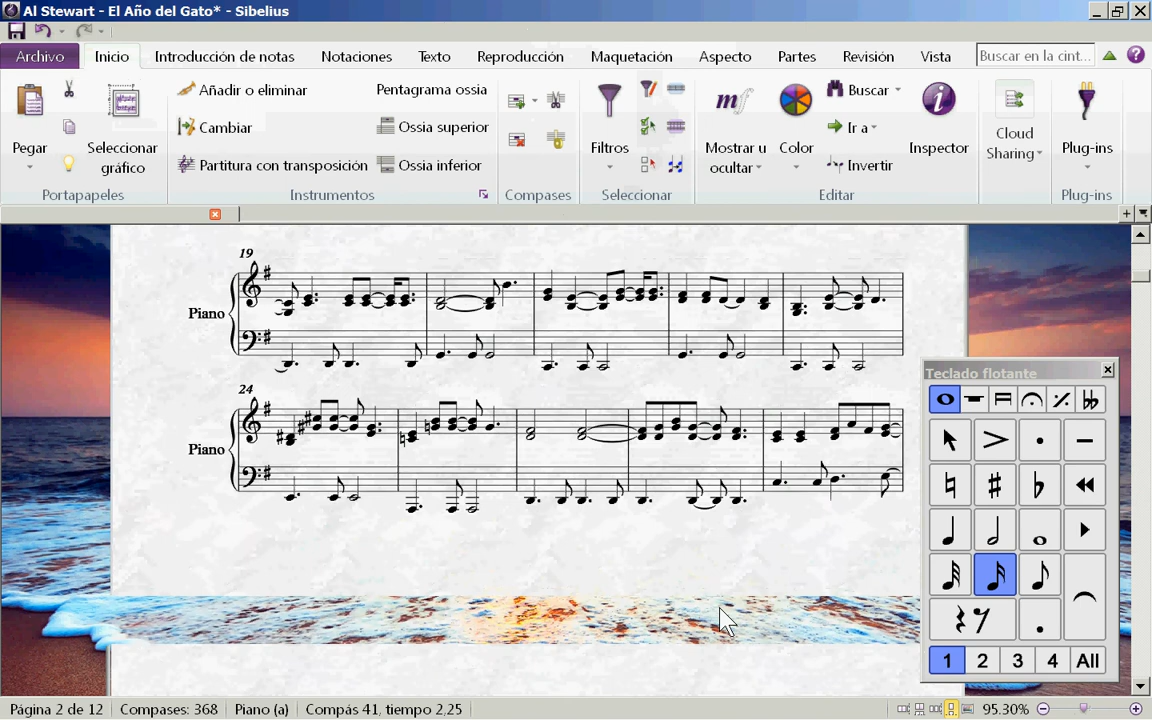 Al Stewart - El Año del Gato* - Sibelius
Archivo Inicio Introducción de notas Notaciones Texto Reproducción Maquetación Aspecto Partes Revisión Vista Buscar en la cint...
Pegar
Seleccionar gráfico
Portapapeles
Añadir o eliminar
Cambiar
Partitura con transposición
Pentagrama ossia
Ossia superior
Ossia inferior
Instrumentos
Compases
Filtros
Seleccionar
Mostrar u ocultar
Color
Buscar
Ir a
Invertir
Inspector
Editar
Cloud Sharing
Plug-ins
Plug-ins
19
Piano
24
Piano
Teclado flotante
1 2 3 4 All
Página 2 de 12 Compases: 368 Piano (a) Compás 41, tiempo 2,25 95.30%